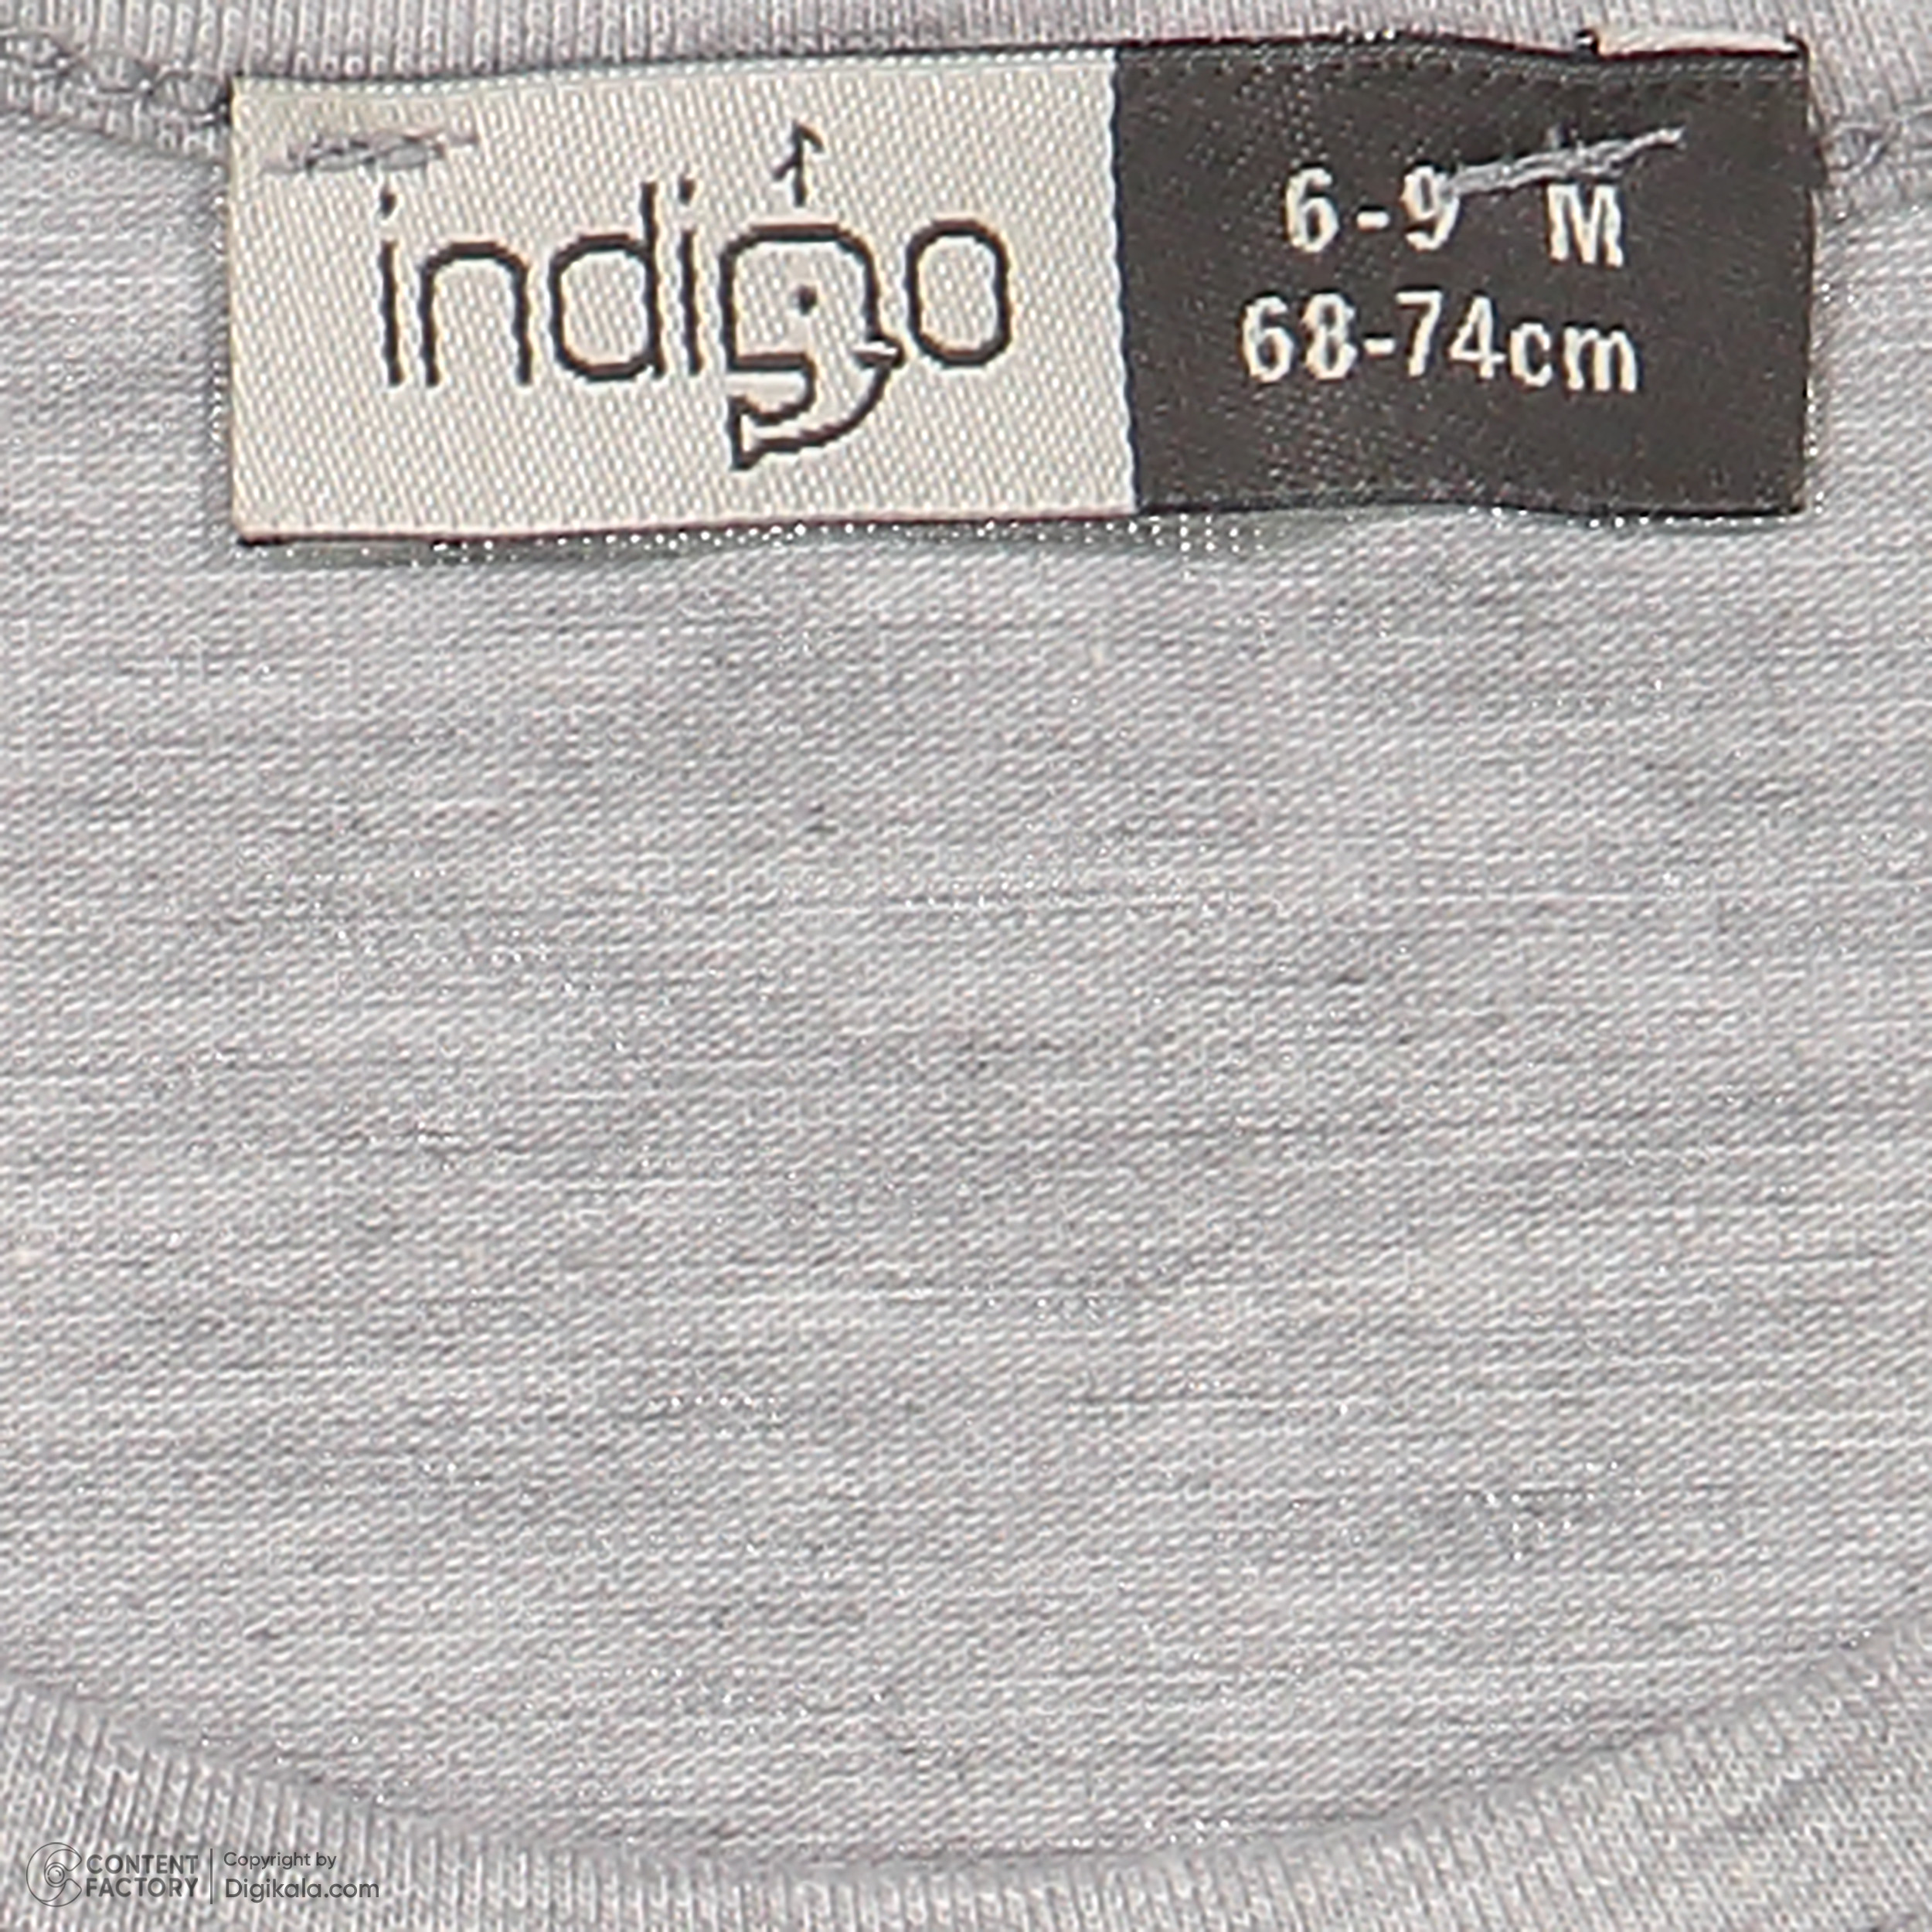 indigo
6-9 M
68-74cm
CONTENT FACTORY
Copyright by
Digikala.com